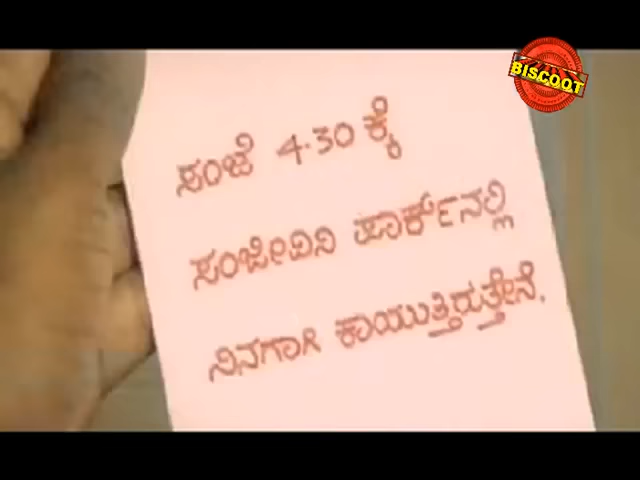 BISCOOT
ಸಂಜೆ 4.30 ಕ್ಕೆ
ಸಂಜೀವಿನಿ ಪಾರ್ಕ್‌ನಲ್ಲಿ
ನಿನಗಾಗಿ ಕಾಯುತ್ತಿರುತ್ತೇನೆ.